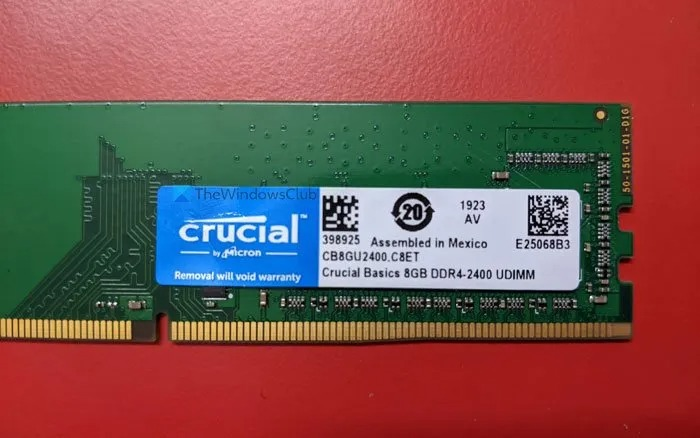 TheWindowsClub
crucial™
by Micron
Removal will void warranty
20
1923
AV
398925
Assembled in Mexico
E25068B3
CB8GU2400.C8ET
Crucial Basics 8GB DDR4-2400 UDIMM
50-1501-01-D1G